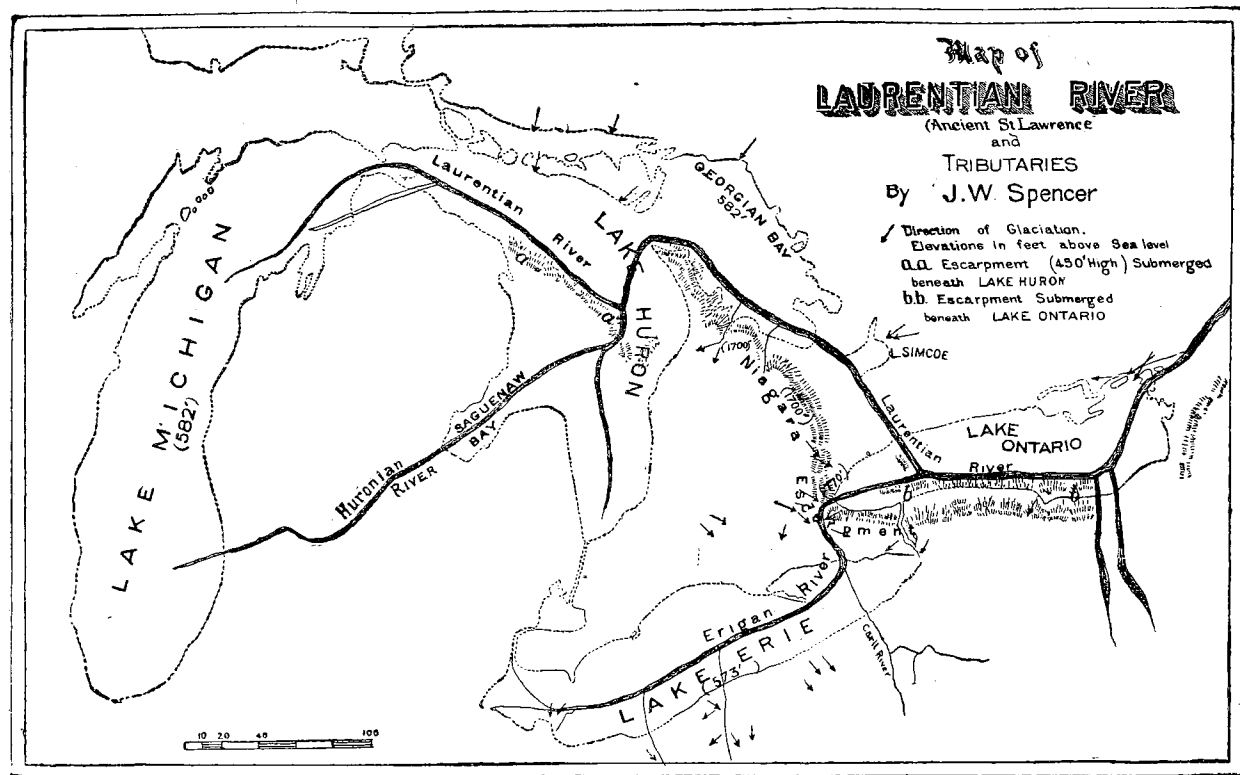 Map of
LAURENTIAN RIVER
(Ancient St Lawrence
and
TRIBUTARIES
By J.W. Spencer
Direction of Glaciation.
Elevations in feet above Sea level
a.a. Escarpment (450' High) Submerged
beneath LAKE HURON
b.b. Escarpment Submerged
beneath LAKE ONTARIO
LAKE MICHIGAN
(582')
Laurentian
River
GEORGIAN BAY
582'
LAKE
HURON
a
a
SAGUENAW
BAY
Huronian
RIVER
(1700)
(1700')
Niagara
Escarpment
L. SIMCOE
Laurentian
River
LAKE
ONTARIO
b
b
Erigan River
LAKE ERIE
(573')
Carll River
10 20 40 100